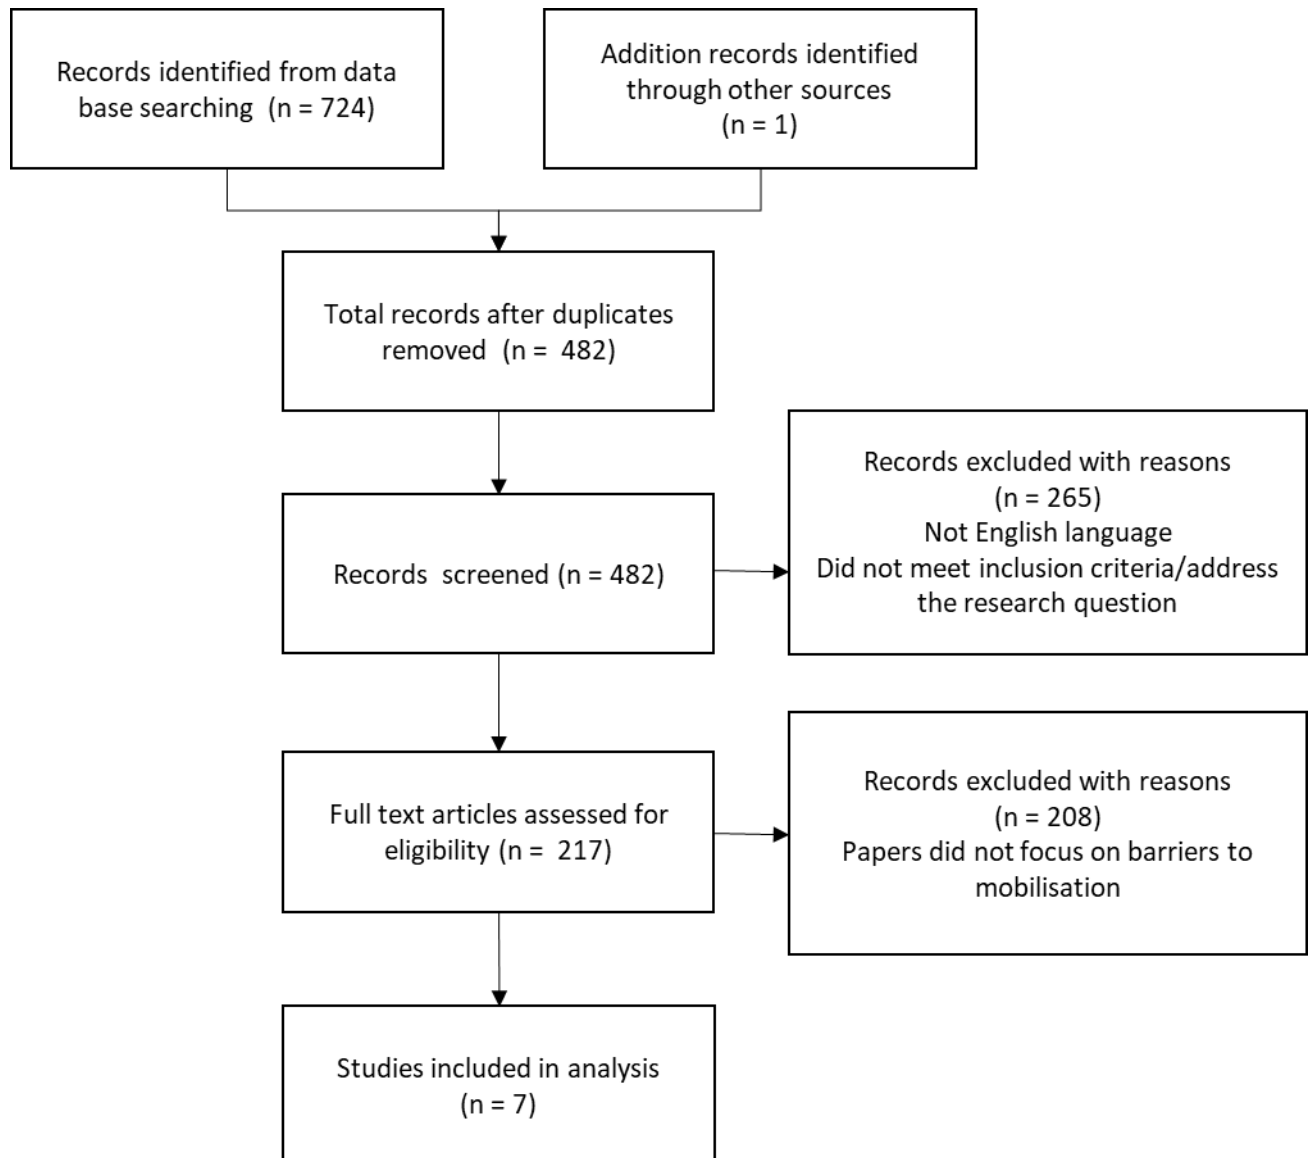 Records identified from data
base searching (n = 724)
Addition records identified
through other sources
(n = 1)
Total records after duplicates
removed (n = 482)
Records screened (n = 482)
Records excluded with reasons
(n = 265)
Not English language
Did not meet inclusion criteria/address
the research question
Full text articles assessed for
eligibility (n = 217)
Records excluded with reasons
(n = 208)
Papers did not focus on barriers to
mobilisation
Studies included in analysis
(n = 7)